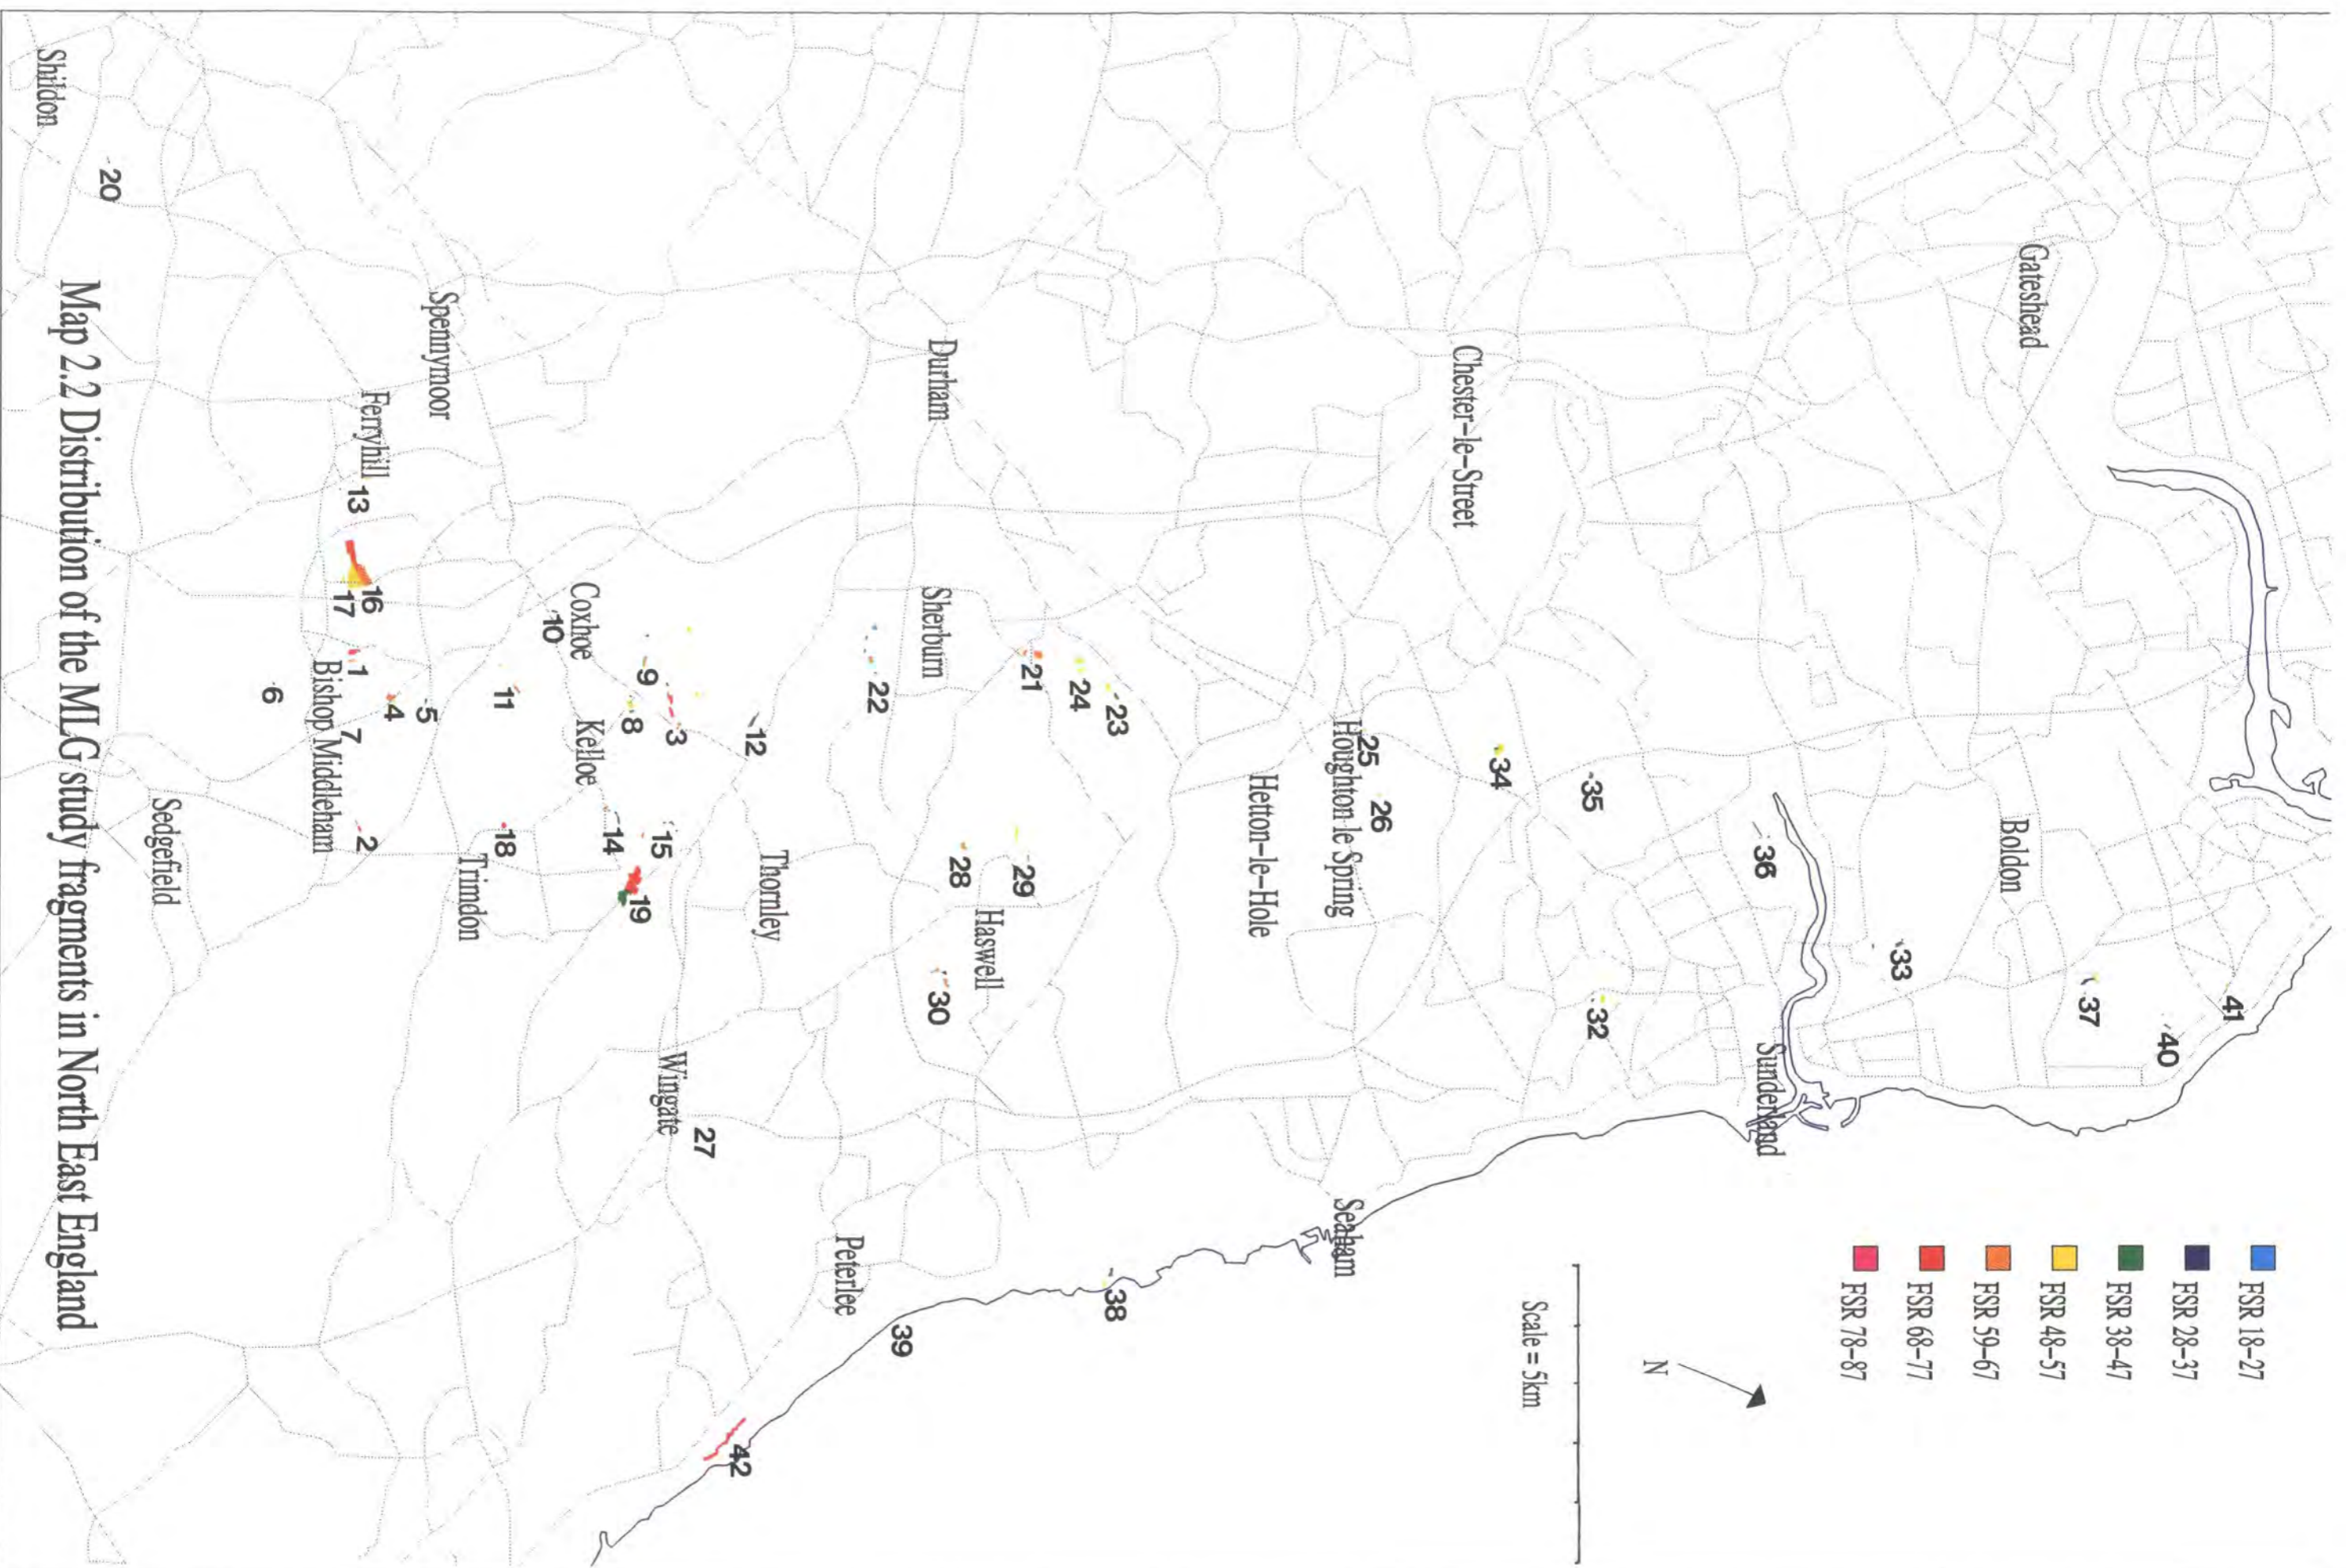 FSR 18-27
FSR 28-37
FSR 38-47
FSR 48-57
FSR 59-67
FSR 68-77
FSR 78-87
N
Scale = 5km
Gateshead
41
40
37
Boldon
33
36
Sunderland
35
32
34
Chester-le-Street
26
25
Houghton le Spring
Seaham
Hetton-le-Hole
23
38
24
21
29
Haswell
28
Durham
Sherburn
30
39
22
Peterlee
Thornley
12
42
27
3
15
Wingate
9
19
8
14
Kelloe
Coxhoe
10
11
18
Trimdon
Spennymoor
5
4
Ferryhill
16
2
13
1
7
17
Bishop Middleham
6
Sedgefield
20
Shildon
Map 2.2 Distribution of the MLG study fragments in North East England